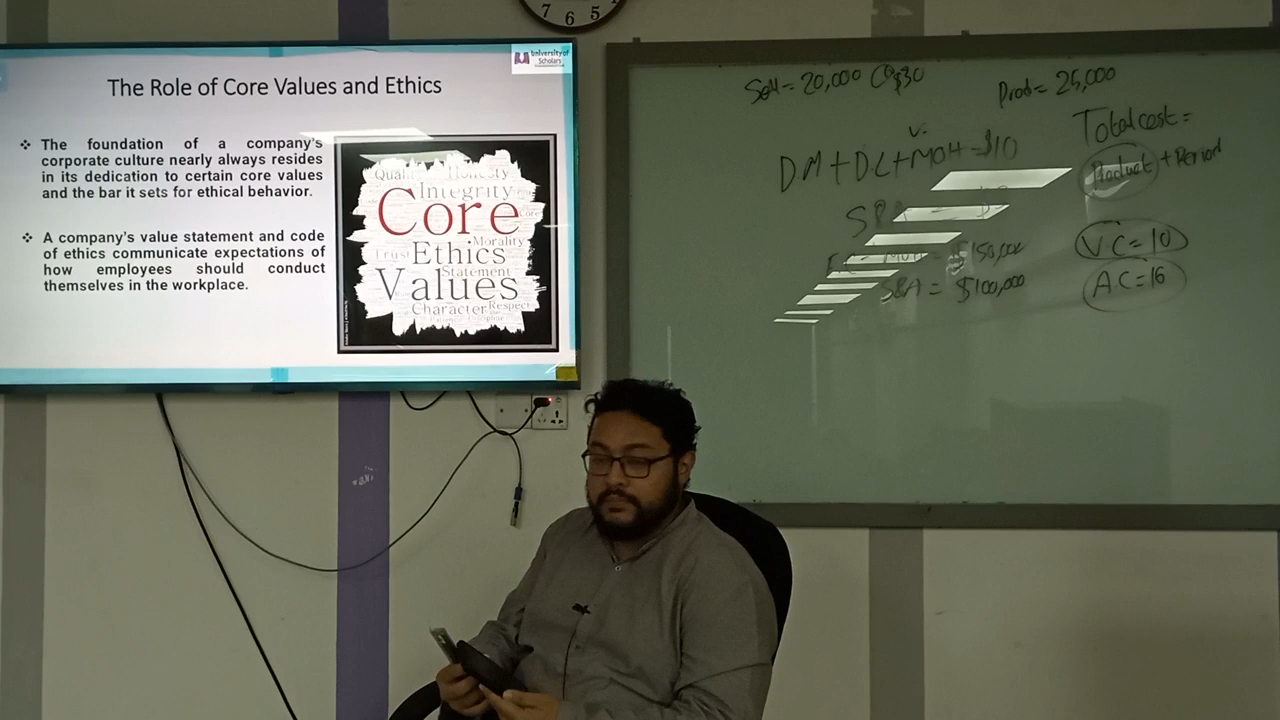 7 6 5
University of
Scholars
The Role of Core Values and Ethics
❖ The foundation of a company's
corporate culture nearly always resides
in its dedication to certain core values
and the bar it sets for ethical behavior.
❖ A company's value statement and code
of ethics communicate expectations of
how employees should conduct
themselves in the workplace.
Quality Honesty
Integrity
Core
Morality
Trust Ethics
Statement
Values
Character Respect
Sell = 20,000 @ $30
Prod = 25,000
DM + DL + MOH = $10
S&A = $100,000
Total cost =
Product + Period
VC = 10
AC = 16